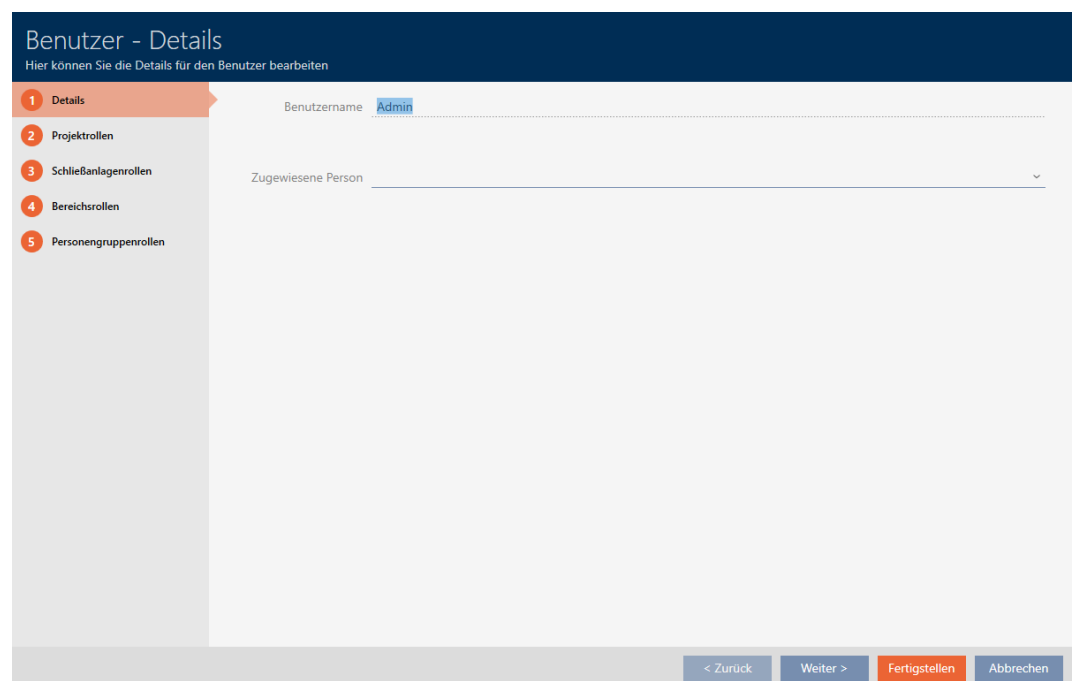 Benutzer - Details
Hier können Sie die Details für den Benutzer bearbeiten
1 Details
2 Projektrollen
3 Schließanlagenrollen
4 Bereichsrollen
5 Personengruppenrollen
Benutzername Admin
Zugewiesene Person
< Zurück Weiter > Fertigstellen Abbrechen